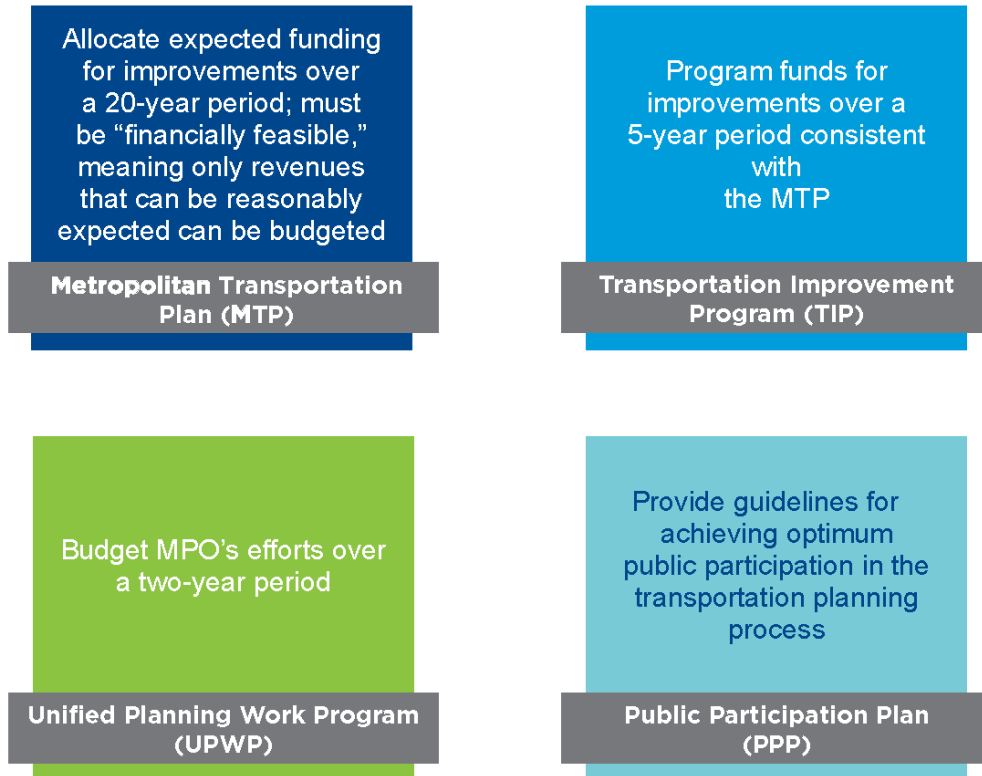 Allocate expected funding
for improvements over
a 20-year period; must
be “financially feasible,”
meaning only revenues
that can be reasonably
expected can be budgeted
Metropolitan Transportation
Plan (MTP)
Program funds for
improvements over a
5-year period consistent
with
the MTP
Transportation Improvement
Program (TIP)
Budget MPO’s efforts over
a two-year period
Unified Planning Work Program
(UPWP)
Provide guidelines for
achieving optimum
public participation in the
transportation planning
process
Public Participation Plan
(PPP)